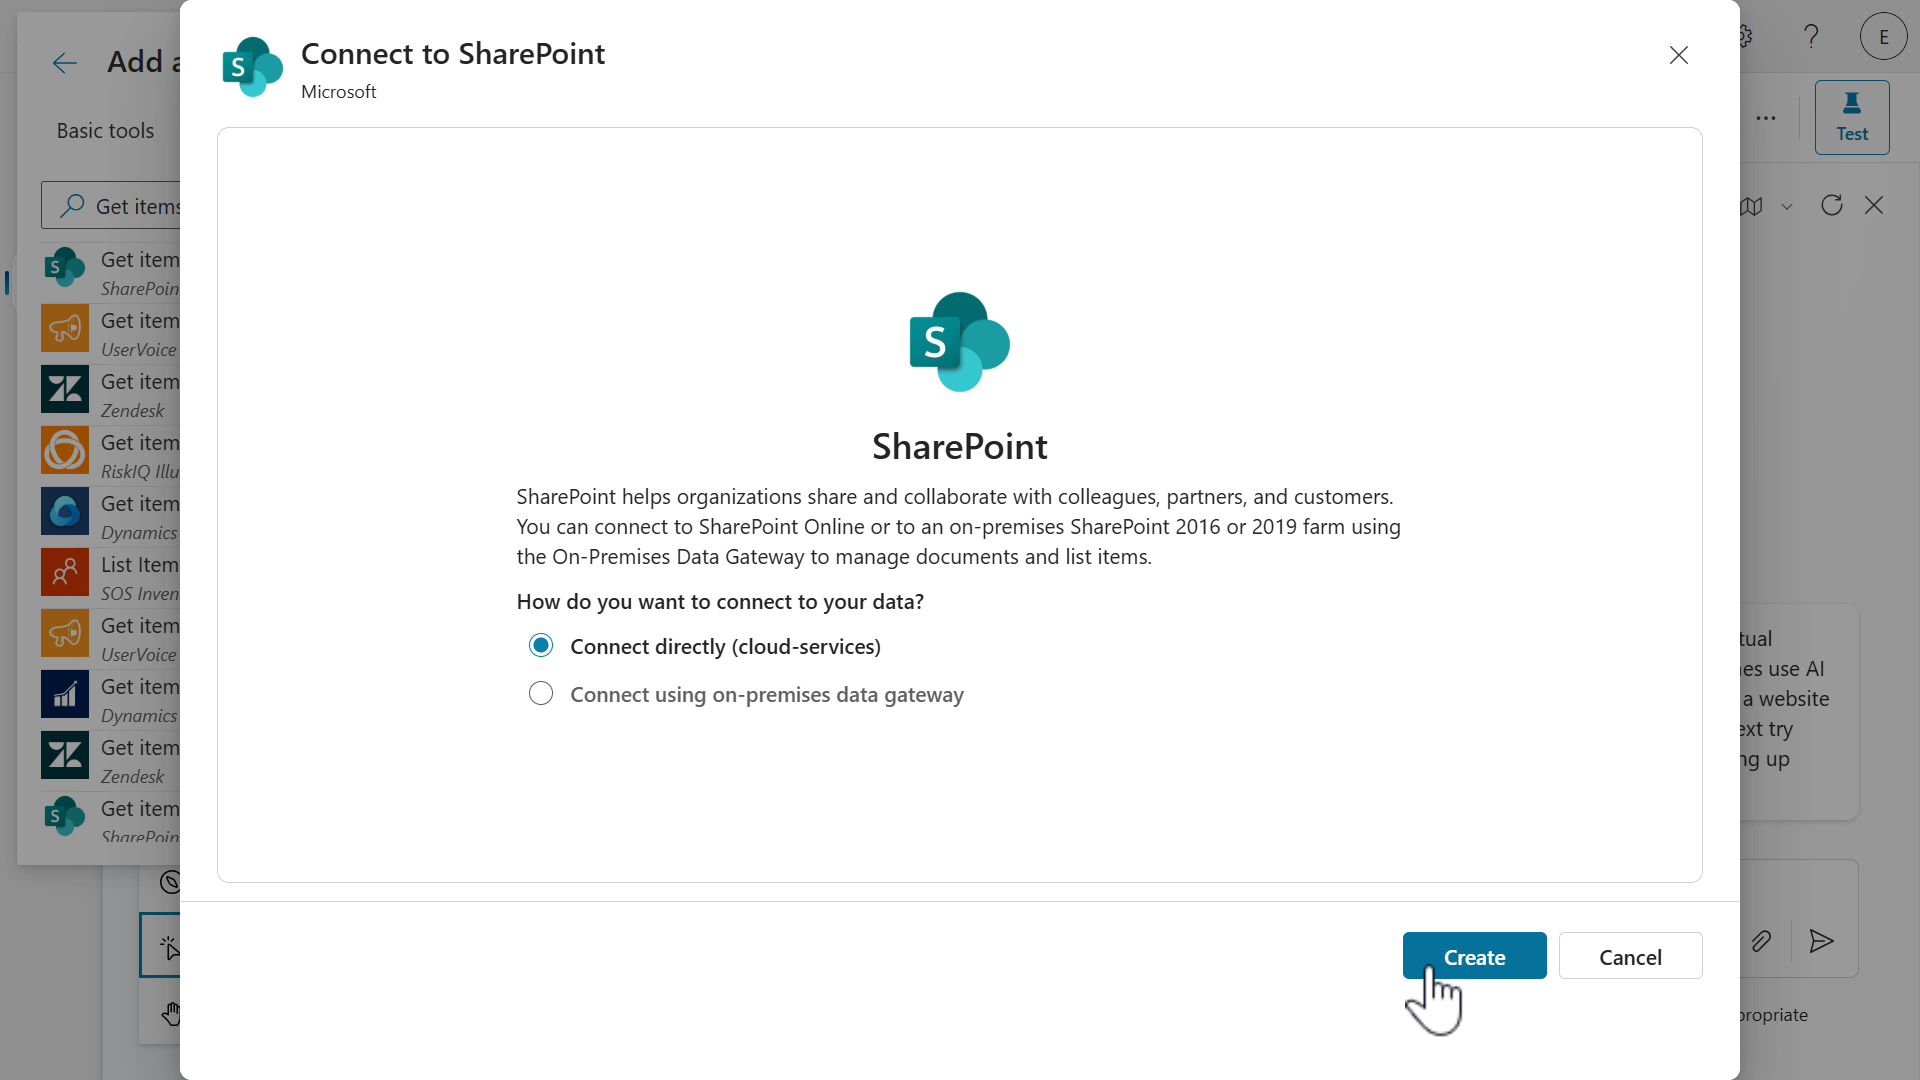 Connect to SharePoint
Microsoft
Add a
Basic tools
Get items
Get item
SharePoin
Get item
UserVoice
Get item
Zendesk
Get item
RiskIQ Illu
Get item
Dynamics
List Item
SOS Inven
Get item
UserVoice
Get item
Dynamics
Get item
Zendesk
Get item
SharePoin
S
S
S
S
SharePoint
SharePoint helps organizations share and collaborate with colleagues, partners, and customers.
You can connect to SharePoint Online or to an on-premises SharePoint 2016 or 2019 farm using
the On-Premises Data Gateway to manage documents and list items.
How do you want to connect to your data?
Connect directly (cloud-services)
Connect using on-premises data gateway
Create
Cancel
?
E
...
Test
tual
es use AI
a website
ext try
ng up
propriate